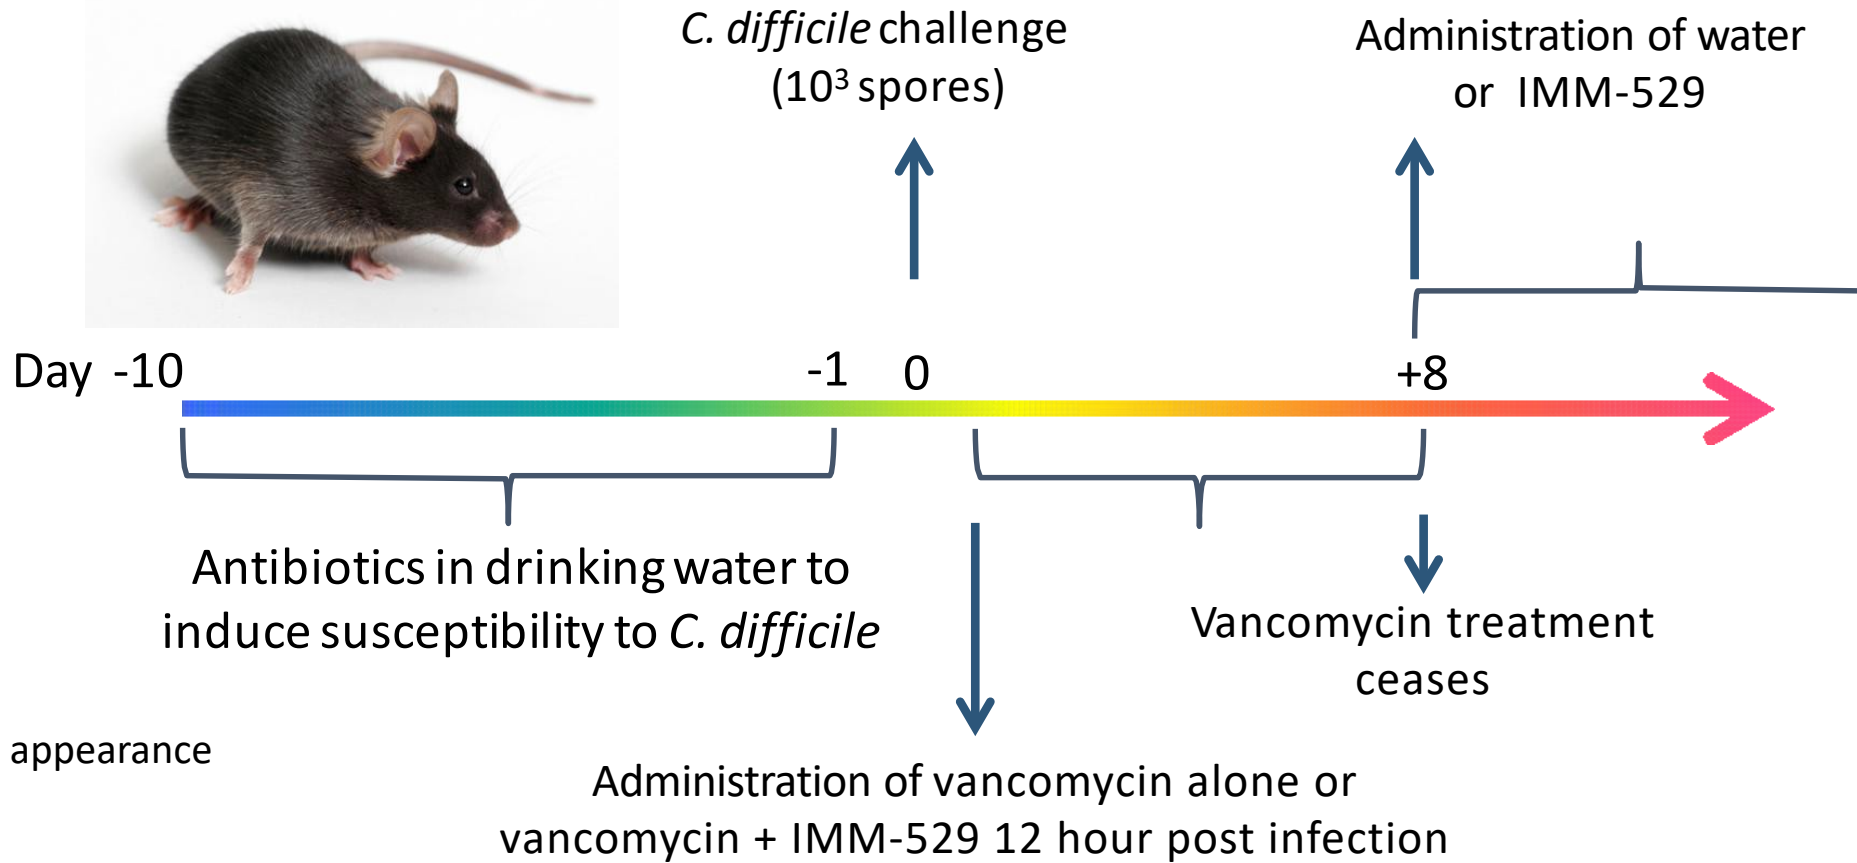 C. difficile challenge
(10³ spores)
Administration of water
or IMM-529
Day -10 -1 0 +8
Antibiotics in drinking water to
induce susceptibility to C. difficile
Vancomycin treatment
ceases
appearance
Administration of vancomycin alone or
vancomycin + IMM-529 12 hour post infection